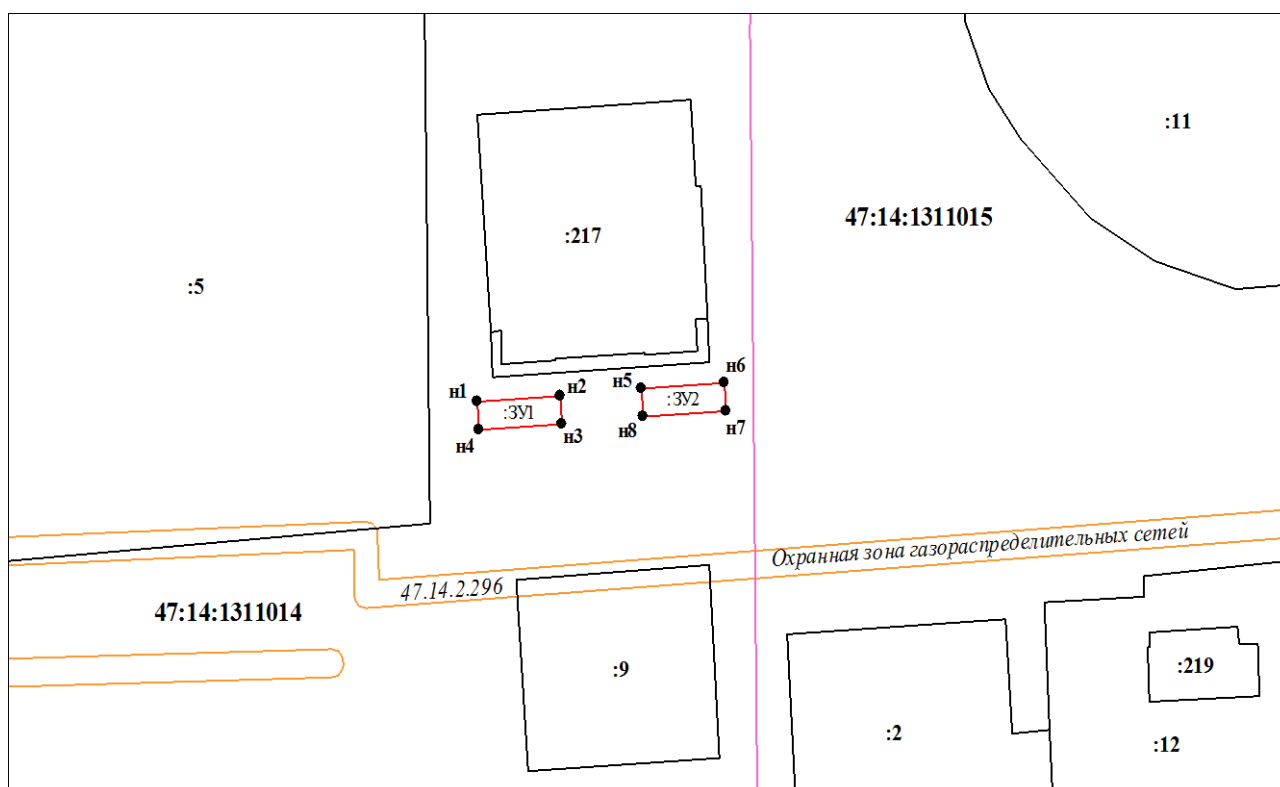 :11
47:14:1311015
:217
:5
н6
н5
н2
н1
:ЗУ2
:ЗУ1
н8
н7
н3
н4
Охранная зона газораспределительных сетей
47.14.2.296
47:14:1311014
:9
:219
:2
:12